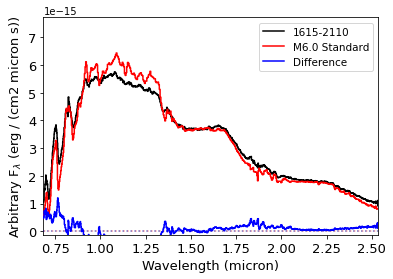 1e−15
1615-2110
M6.0 Standard
Difference
7
6
5
4
3
2
1
0
Arbitrary Fλ (erg / (cm2 micron s))
0.75 1.00 1.25 1.50 1.75 2.00 2.25 2.50
Wavelength (micron)